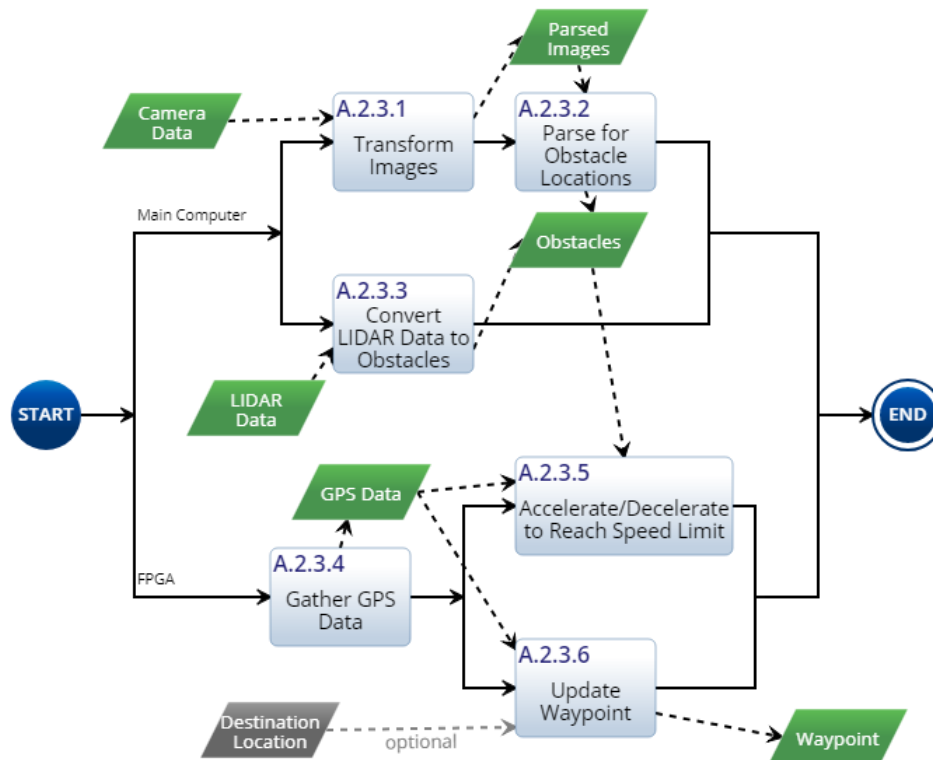 Parsed
Images
Camera
Data
A.2.3.1
Transform
Images
A.2.3.2
Parse for
Obstacle
Locations
Main Computer
Obstacles
A.2.3.3
Convert
LIDAR Data to
Obstacles
LIDAR
Data
START
END
GPS Data
A.2.3.5
Accelerate/Decelerate
to Reach Speed Limit
FPGA
A.2.3.4
Gather GPS
Data
A.2.3.6
Update
Waypoint
Destination
Location
optional
Waypoint